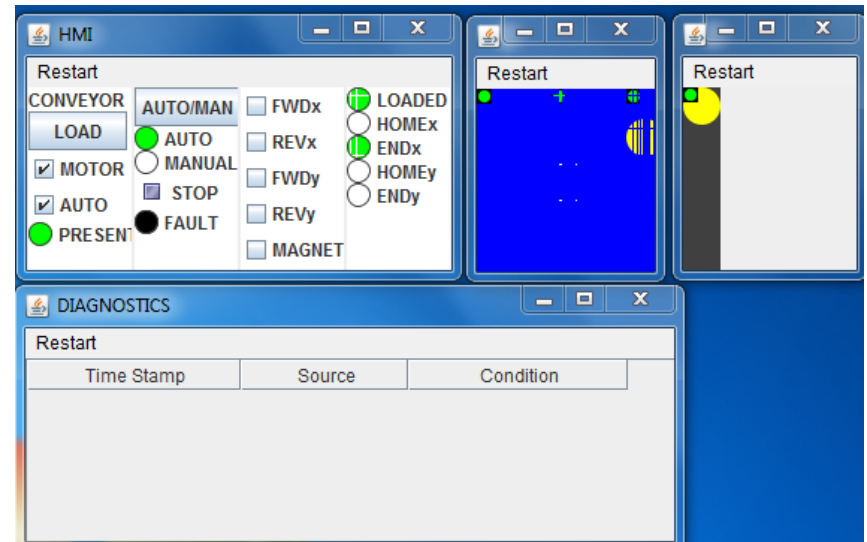 HMI
Restart
CONVEYOR
LOAD
MOTOR
AUTO
PRESENT
AUTO/MAN
AUTO
MANUAL
STOP
FAULT
FWDx
REVx
FWDy
REVy
MAGNET
LOADED
HOMEx
ENDx
HOMEy
ENDy
Restart
Restart
DIAGNOSTICS
Restart
Time Stamp Source Condition